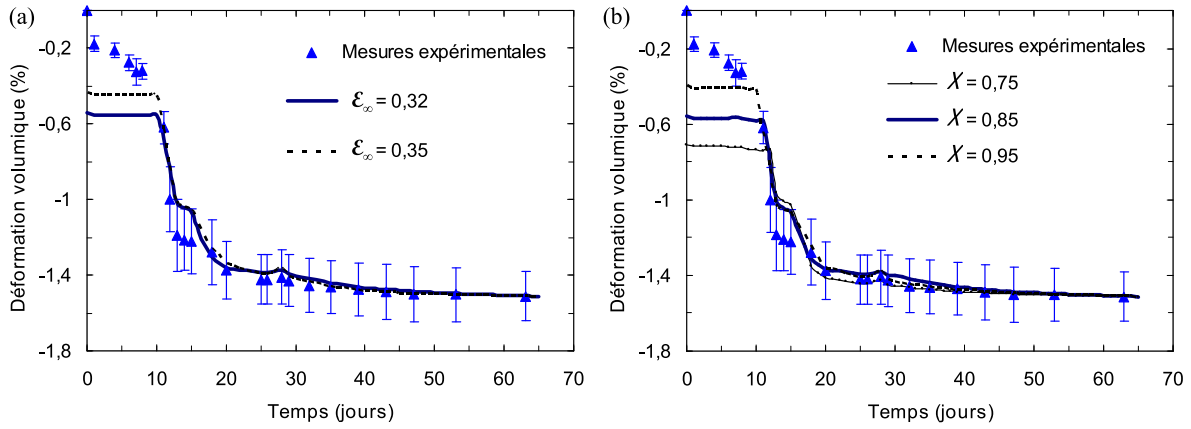 (a)
-0,2
-0,6
-1
-1,4
-1,8
Déformation volumique (%)
Mesures expérimentales
ε∞ = 0,32
ε∞ = 0,35
0 10 20 30 40 50 60 70
Temps (jours)
(b)
-0,2
-0,6
-1
-1,4
-1,8
Déformation volumique (%)
Mesures expérimentales
χ = 0,75
χ = 0,85
χ = 0,95
0 10 20 30 40 50 60 70
Temps (jours)